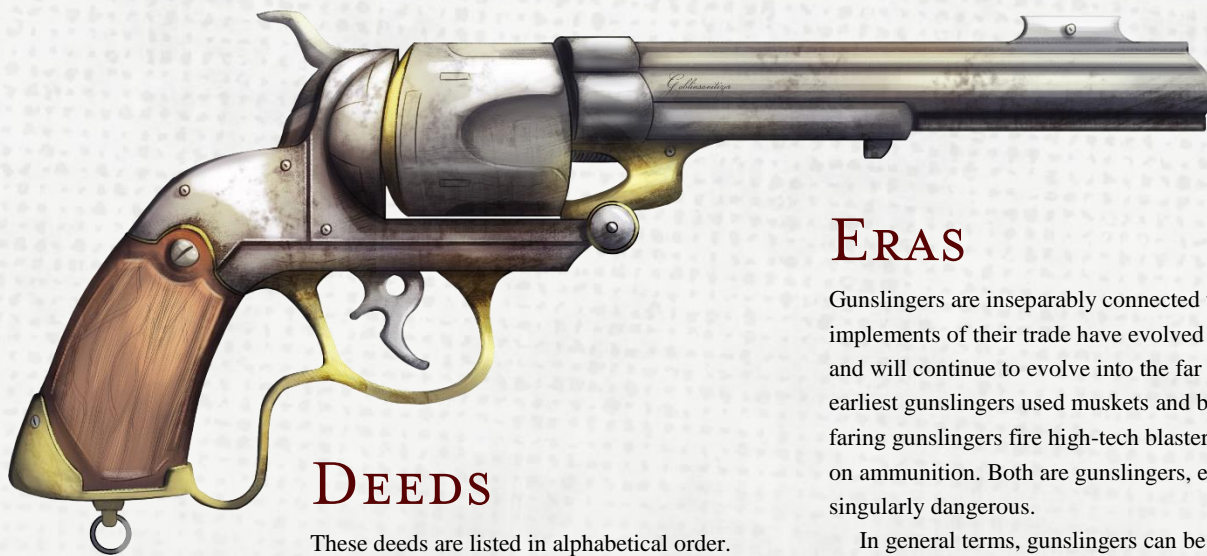 DEEDS
These deeds are listed in alphabetical order.
ERAS
Gunslingers are inseparably connected
implements of their trade have evolved
and will continue to evolve into the far
earliest gunslingers used muskets and
faring gunslingers fire high-tech
on ammunition. Both are gunslingers,
singularly dangerous.
In general terms, gunslingers can be